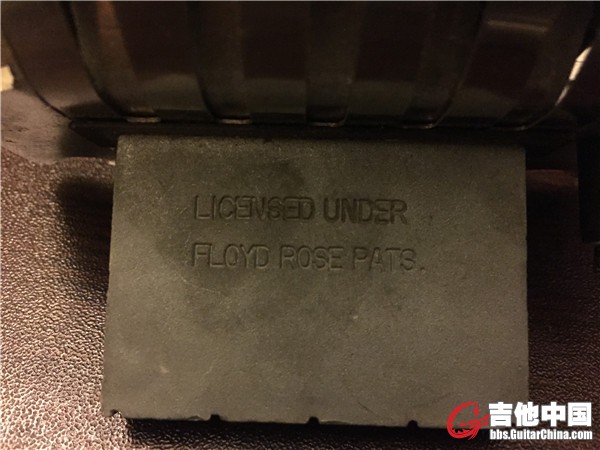 LICENSED UNDER
FLOYD ROSE PATS.
吉他中国
bbs.GuitarChina.com